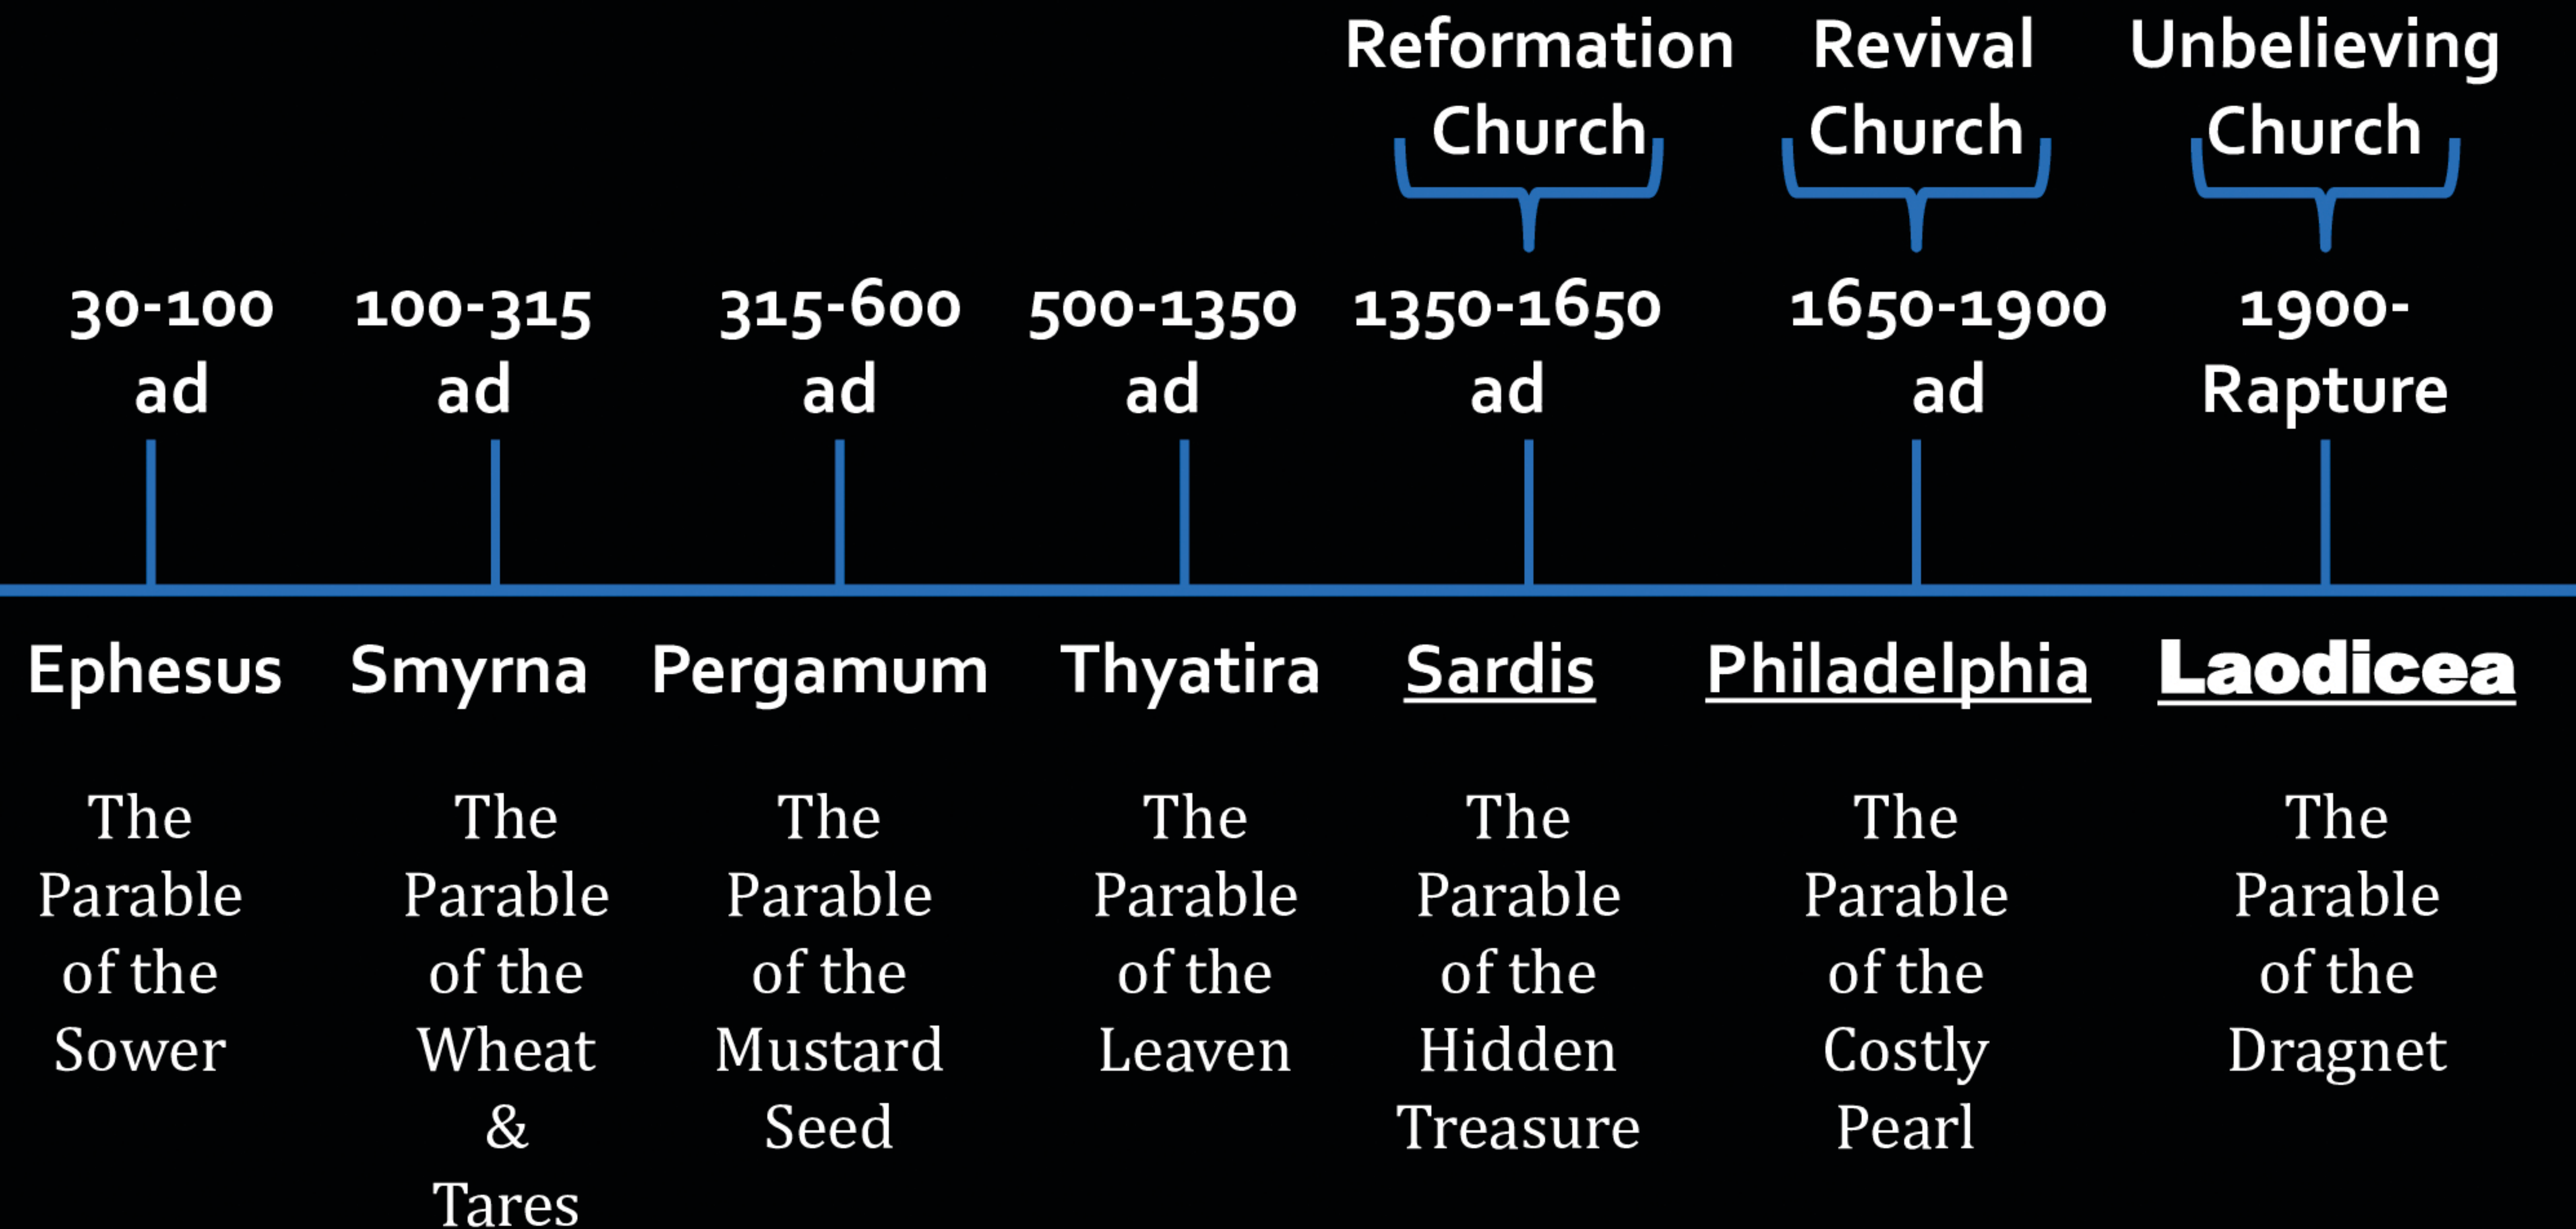 Reformation
Church
Revival
Church
Unbelieving
Church
30-100
ad
100-315
ad
315-600
ad
500-1350
ad
1350-1650
ad
1650-1900
ad
1900-
Rapture
Ephesus
Smyrna
Pergamum
Thyatira
Sardis
Philadelphia
Laodicea
The
Parable
of the
Sower
The
Parable
of the
Wheat
&
Tares
The
Parable
of the
Mustard
Seed
The
Parable
of the
Leaven
The
Parable
of the
Hidden
Treasure
The
Parable
of the
Costly
Pearl
The
Parable
of the
Dragnet